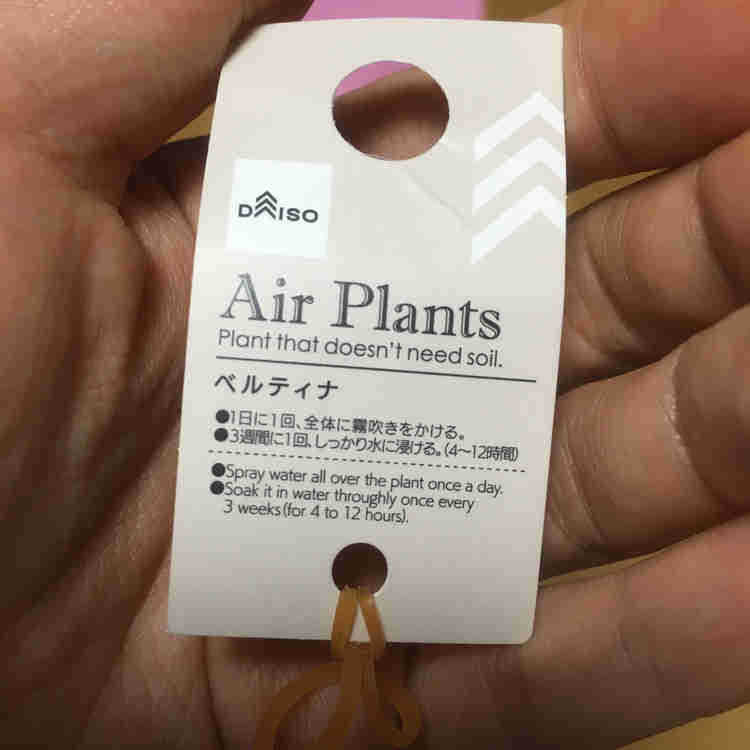 DAISO
Air Plants
Plant that doesn't need soil.
ベルティナ
●1日に1回、全体に霧吹きをかける。
●3週間に1回、しっかり水に浸ける。(4〜12時間)
●Spray water all over the plant once a day.
●Soak it in water throughly once every
3 weeks (for 4 to 12 hours).